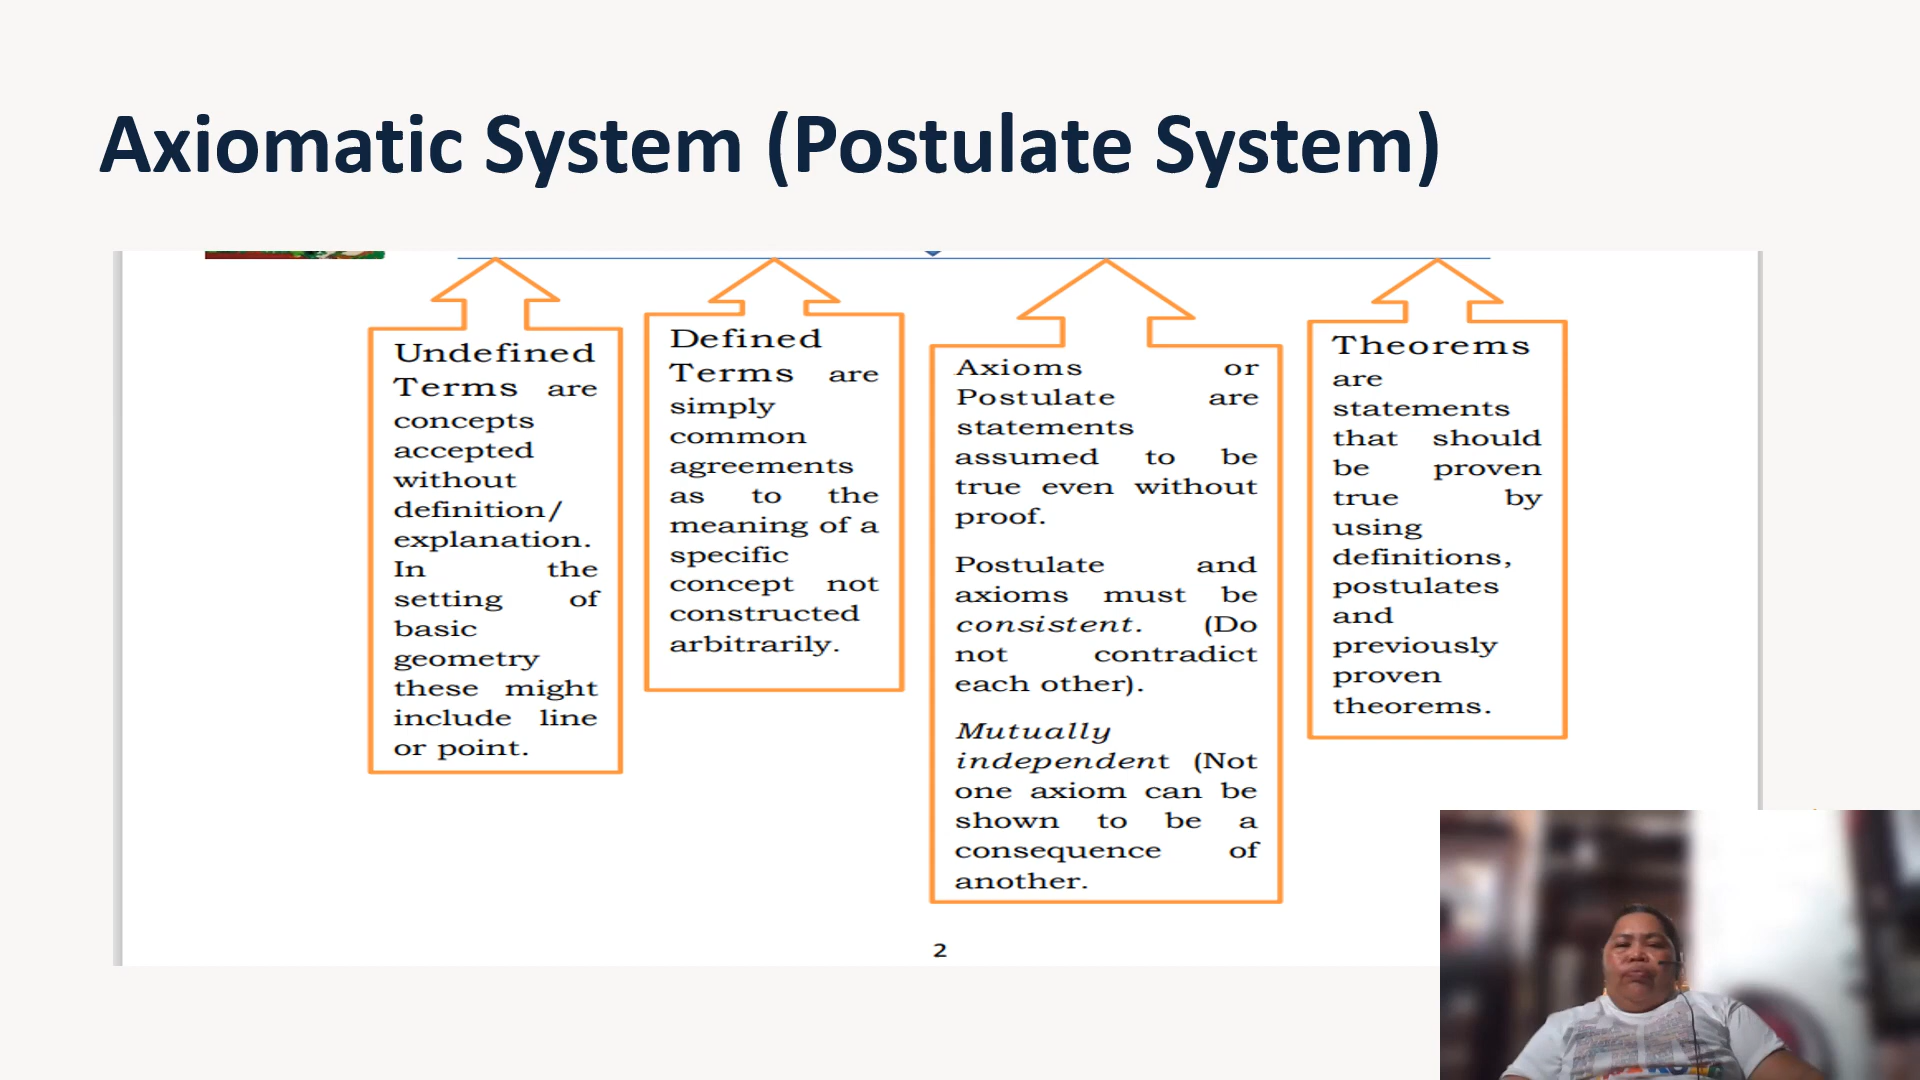 Axiomatic System (Postulate System)
Undefined
Terms are
concepts
accepted
without
definition/
explanation.
In the
setting of
basic
geometry
these might
include line
or point.
Defined
Terms are
simply
common
agreements
as to the
meaning of a
specific
concept not
constructed
arbitrarily.
Axioms or
Postulate are
statements
assumed to be
true even without
proof.
Postulate and
axioms must be
consistent. (Do
not contradict
each other).
Mutually
independent (Not
one axiom can be
shown to be a
consequence of
another.
Theorems
are
statements
that should
be proven
true by
using
definitions,
postulates
and
previously
proven
theorems.
2